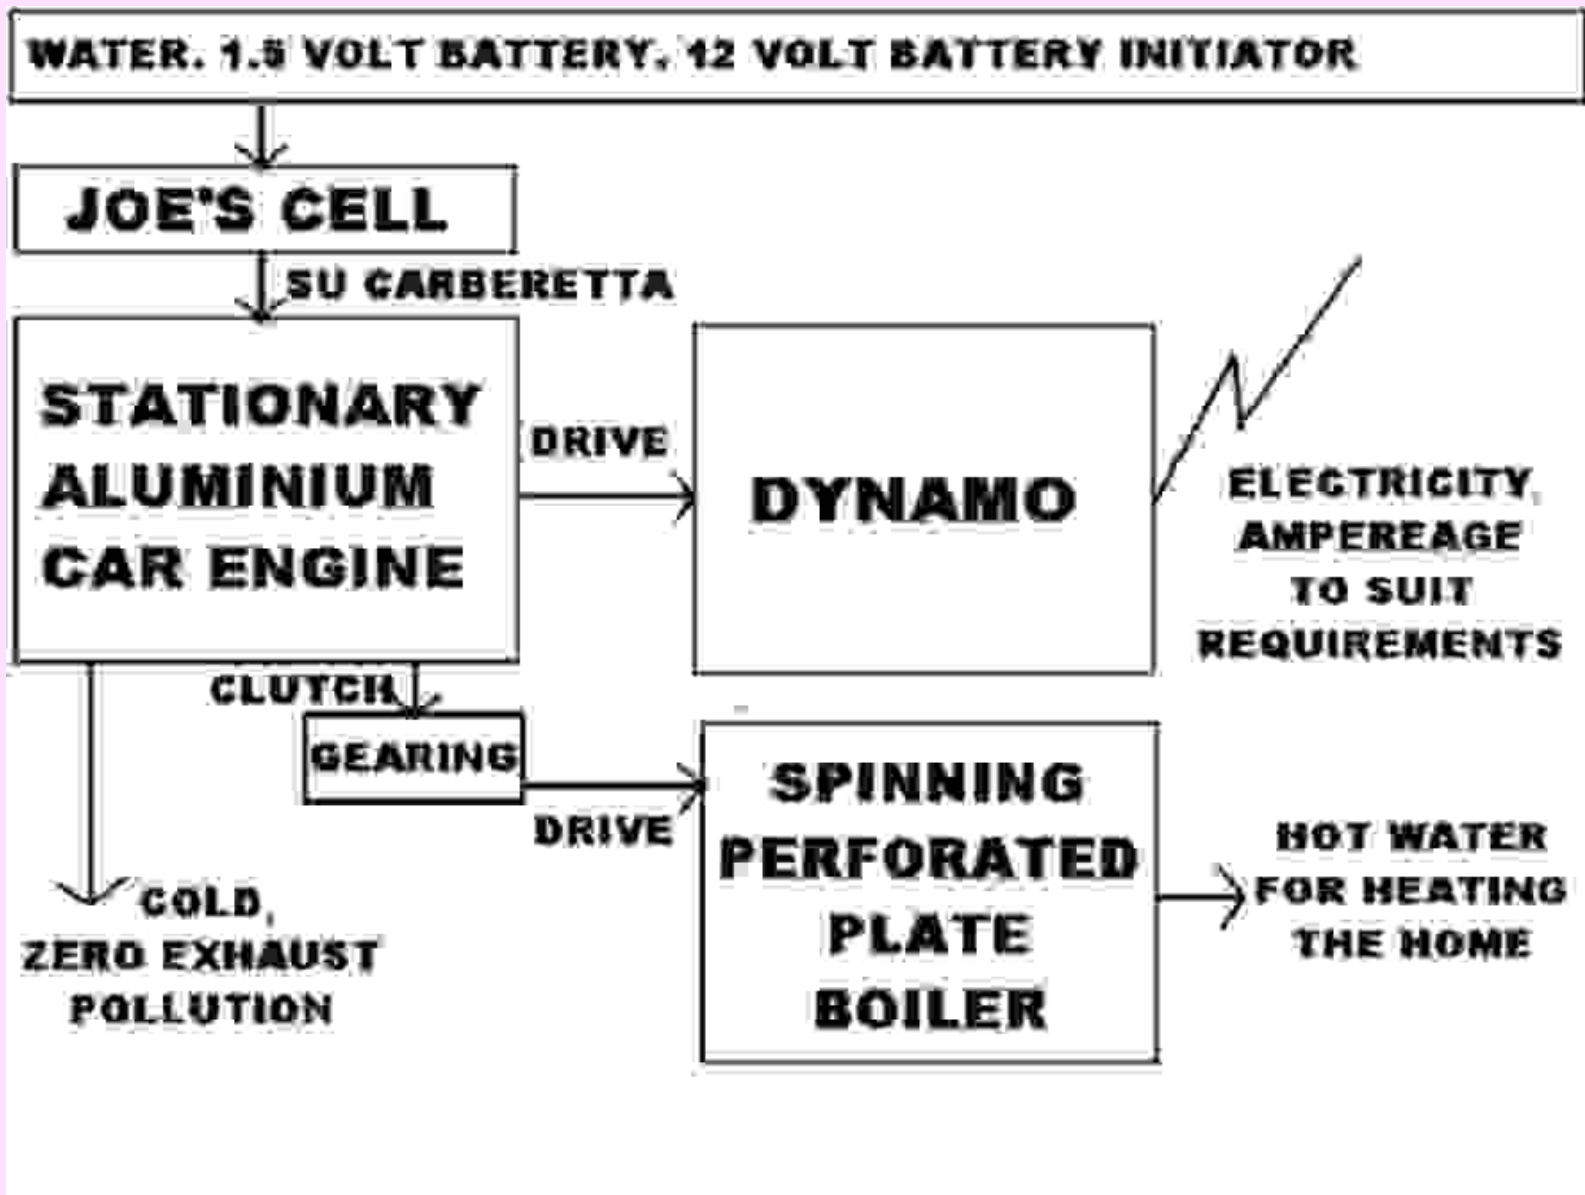 WATER. 1.5 VOLT BATTERY. 12 VOLT BATTERY INITIATOR
JOE'S CELL
SU CARBERETTA
STATIONARY
ALUMINIUM
CAR ENGINE
DRIVE
DYNAMO
ELECTRICITY,
AMPEREAGE
TO SUIT
REQUIREMENTS
CLUTCH
GEARING
DRIVE
SPINNING
PERFORATED
PLATE
BOILER
HOT WATER
FOR HEATING
THE HOME
COLD,
ZERO EXHAUST
POLLUTION